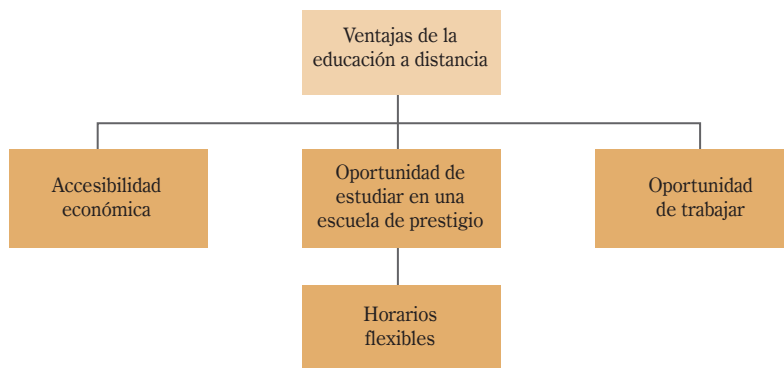 Ventajas de la
educación a distancia
Accesibilidad
económica
Oportunidad de
estudiar en una
escuela de prestigio
Oportunidad
de trabajar
Horarios
flexibles